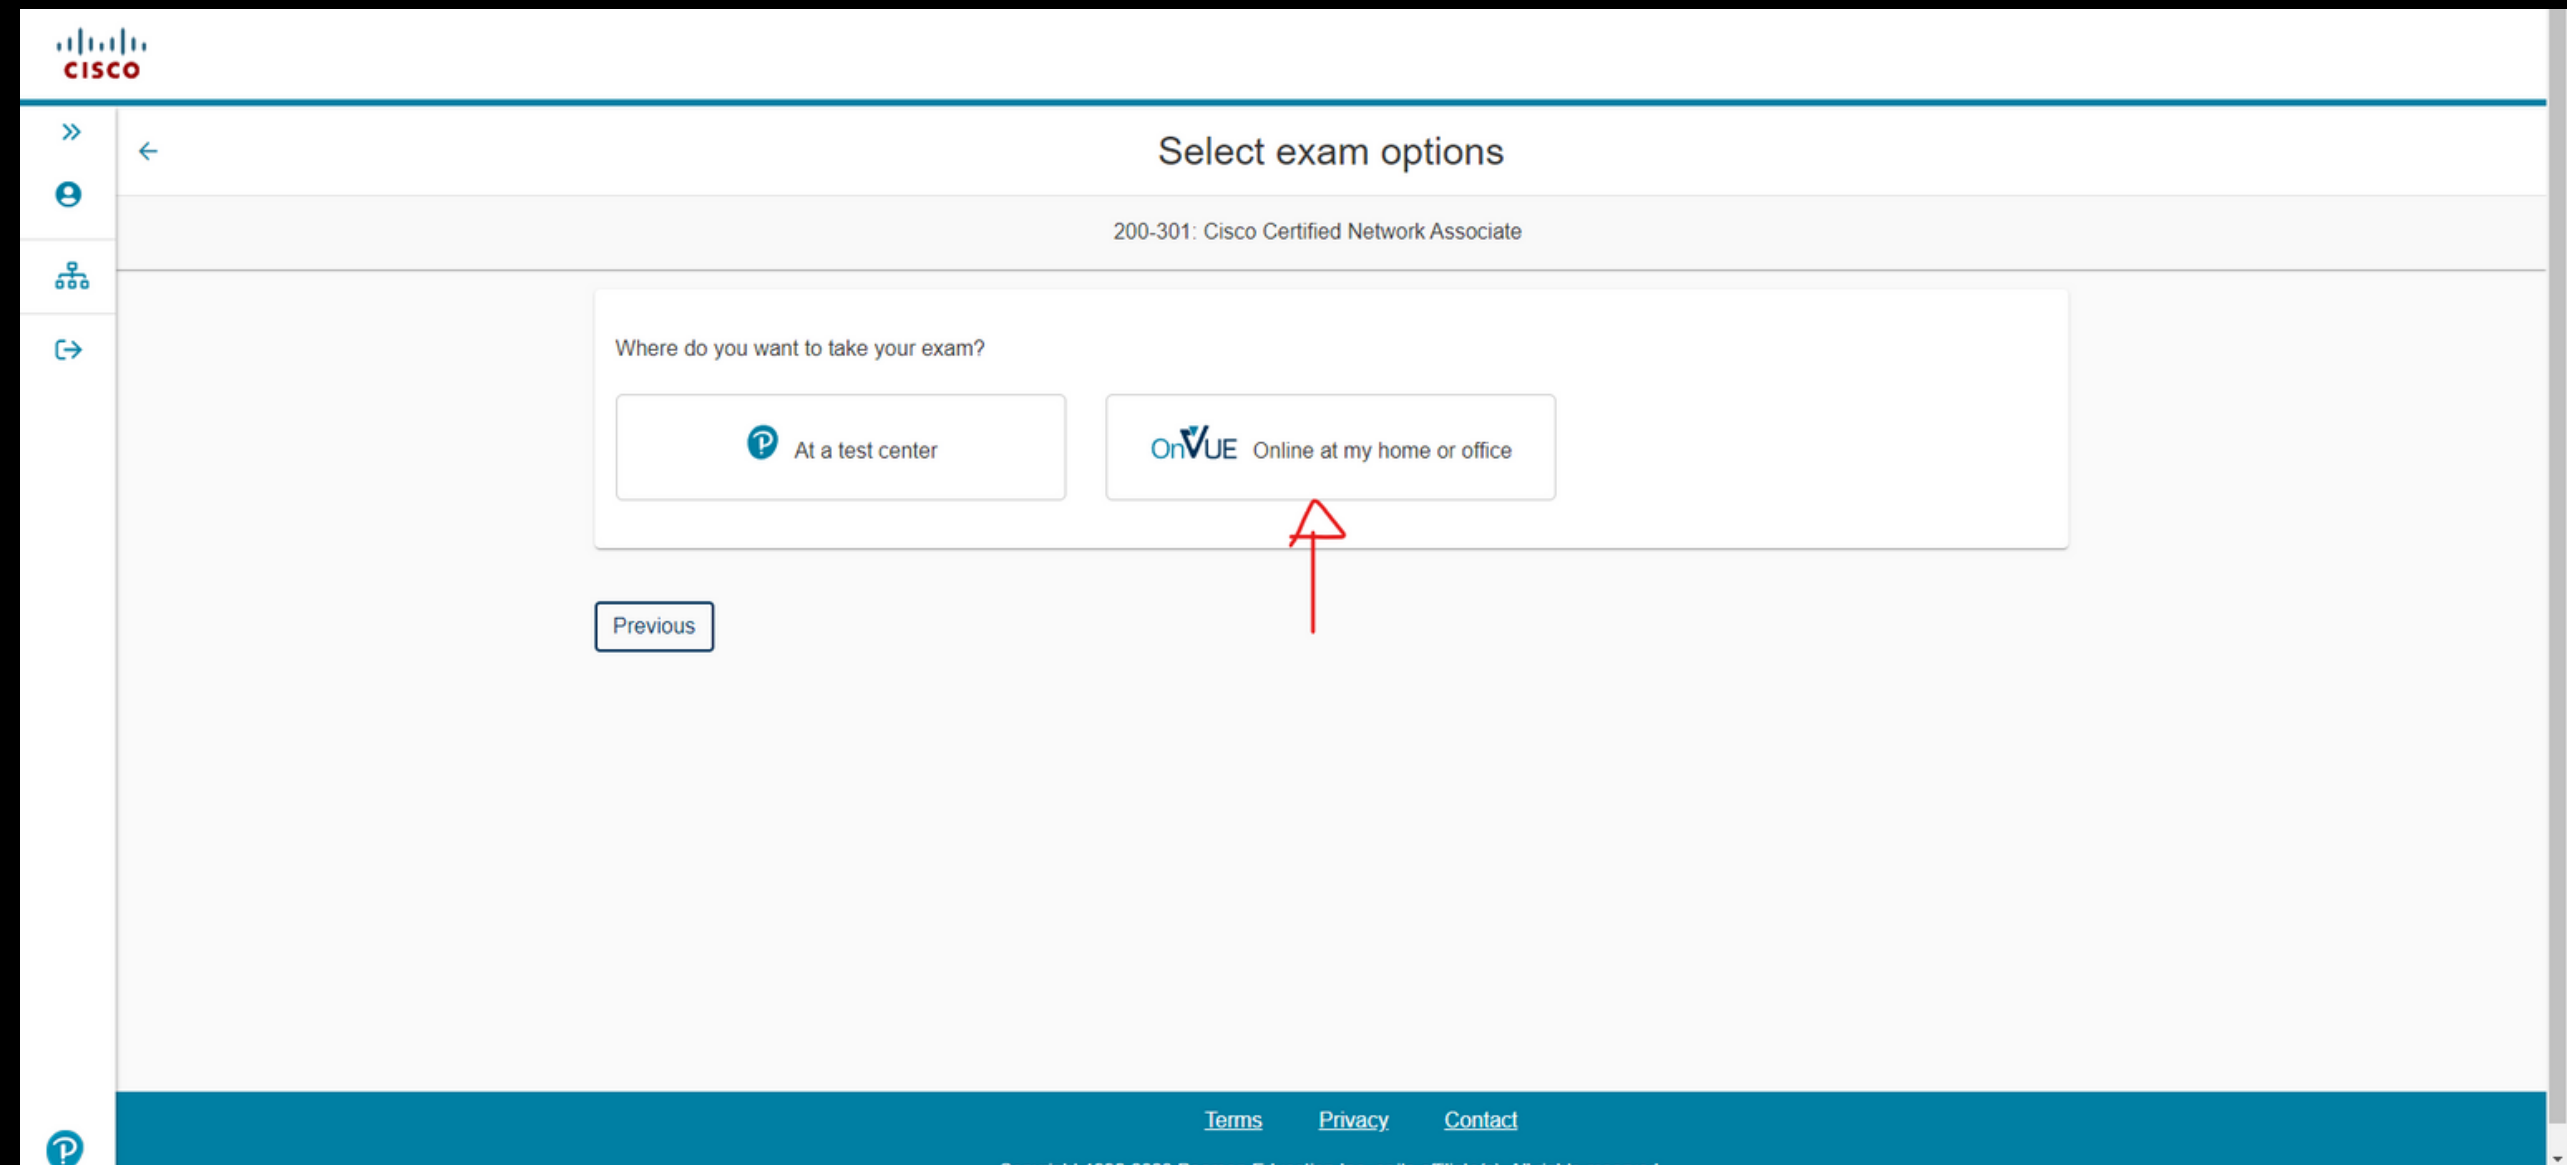 CISCO
Select exam options
200-301: Cisco Certified Network Associate
Where do you want to take your exam?
At a test center
OnVUE Online at my home or office
Previous
Terms Privacy Contact